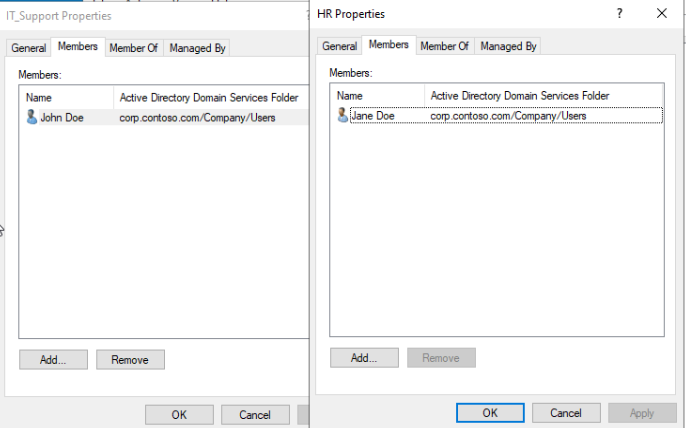 IT_Support Properties
General Members Member Of Managed By
Members:
Name Active Directory Domain Services Folder
John Doe corp.contoso.com/Company/Users
Add... Remove
OK Cancel
HR Properties ?
General Members Member Of Managed By
Members:
Name Active Directory Domain Services Folder
Jane Doe corp.contoso.com/Company/Users
Add... Remove
OK Cancel Apply